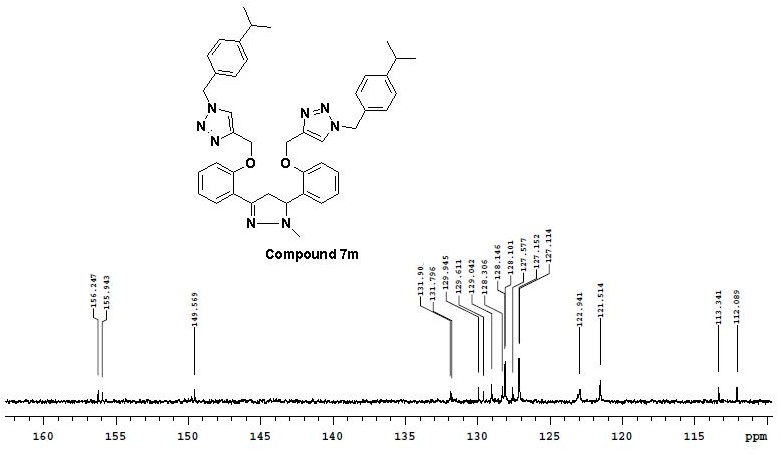 N
N
N
N
N
N
O
O
N
N
Compound 7m
156.247
155.943
149.569
131.90
131.796
129.945
129.611
129.042
128.306
128.146
128.101
127.577
127.152
127.114
122.941
121.514
113.341
112.089
160 155 150 145 140 135 130 125 120 115 ppm